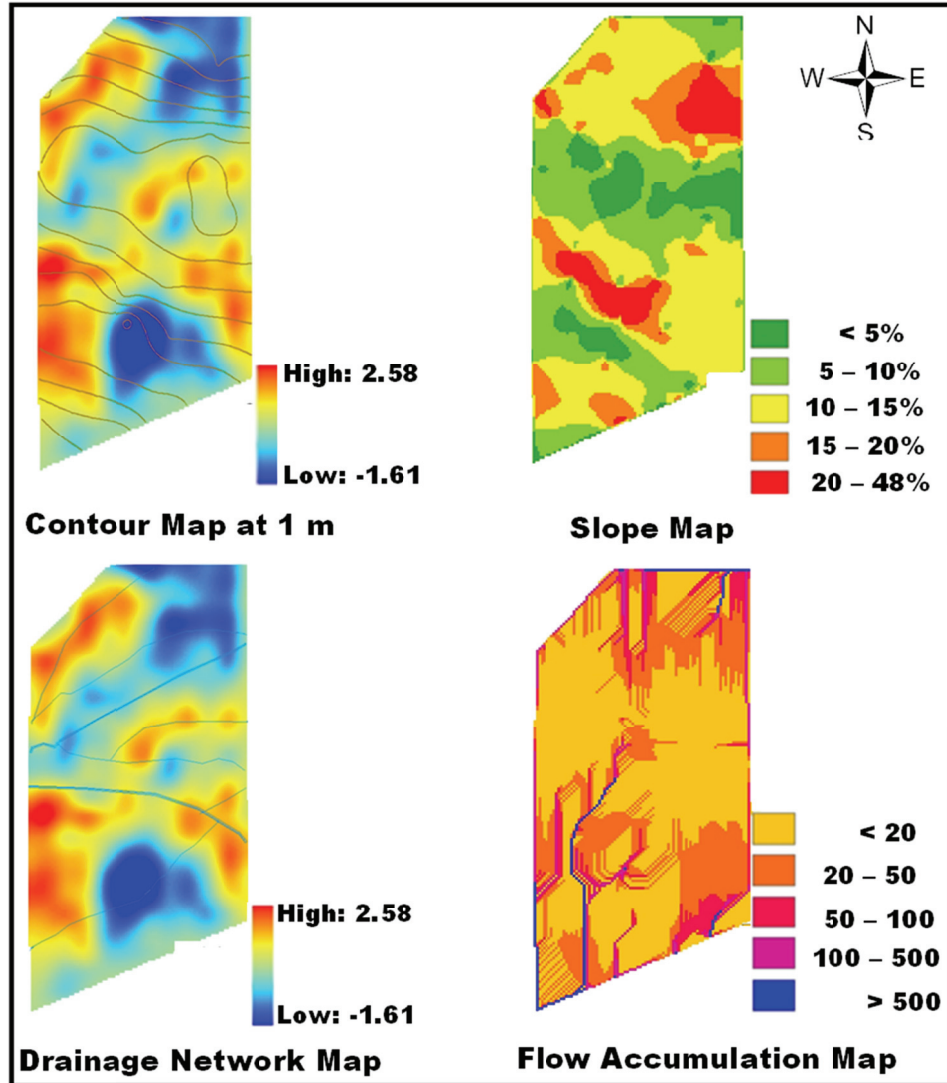 N
W E
S
High: 2.58
Low: -1.61
< 5%
5 – 10%
10 – 15%
15 – 20%
20 – 48%
Contour Map at 1 m
Slope Map
High: 2.58
Low: -1.61
< 20
20 – 50
50 – 100
100 – 500
> 500
Drainage Network Map
Flow Accumulation Map